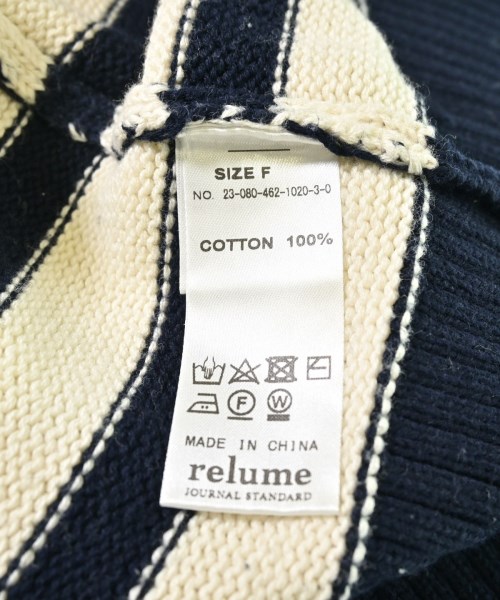 SIZE F
NO. 23-080-462-1020-3-0
COTTON 100%
F W
MADE IN CHINA
relume
JOURNAL STANDARD